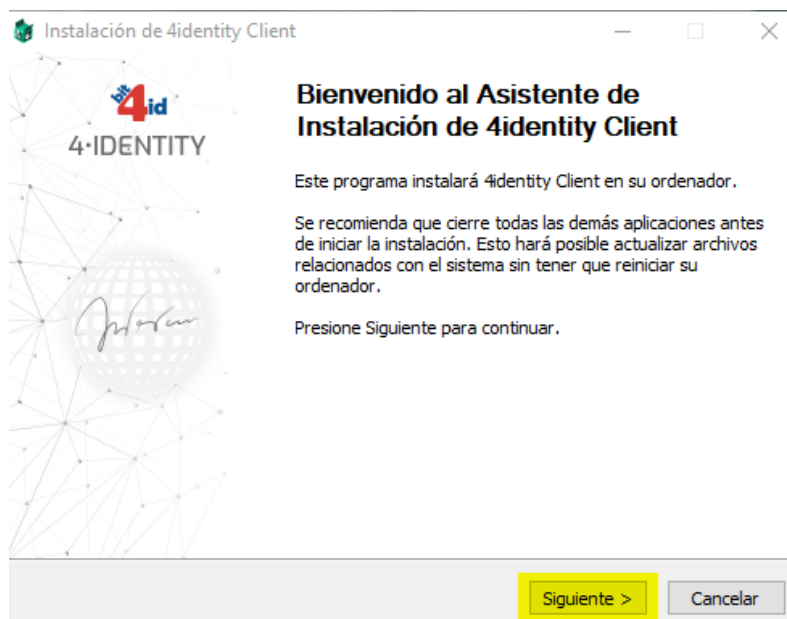 Instalación de 4identity Client
bit
4id
4·IDENTITY
Bienvenido al Asistente de
Instalación de 4identity Client
Este programa instalará 4identity Client en su ordenador.
Se recomienda que cierre todas las demás aplicaciones antes
de iniciar la instalación. Esto hará posible actualizar archivos
relacionados con el sistema sin tener que reiniciar su
ordenador.
Presione Siguiente para continuar.
Siguiente >
Cancelar